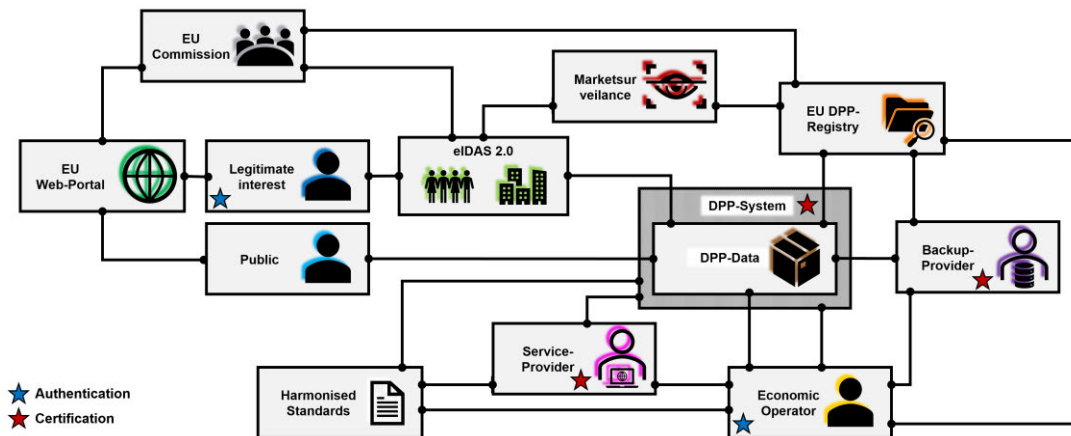 EU
Commission
Marketsur
veilance
EU DPP-
Registry
eIDAS 2.0
EU
Web-Portal
Legitimate
interest
DPP-System
Public
DPP-Data
Backup-
Provider
Service-
Provider
Harmonised
Standards
Economic
Operator
Authentication
Certification